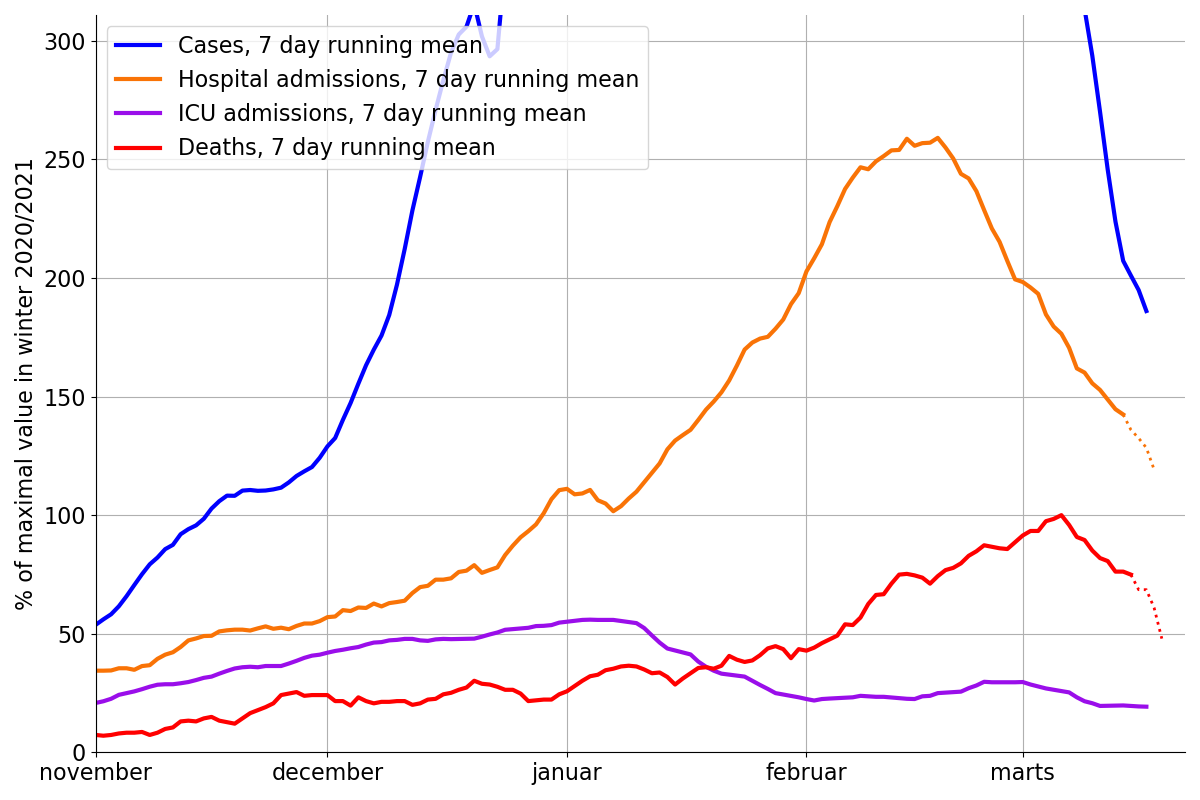 Cases, 7 day running mean
Hospital admissions, 7 day running mean
ICU admissions, 7 day running mean
Deaths, 7 day running mean
% of maximal value in winter 2020/2021
300
250
200
150
100
50
0
november december januar februar marts